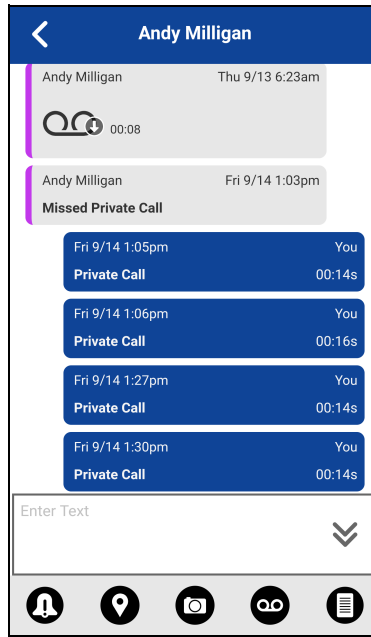 Andy Milligan
Andy Milligan Thu 9/13 6:23am
00:08
Andy Milligan Fri 9/14 1:03pm
Missed Private Call
Fri 9/14 1:05pm You
Private Call 00:14s
Fri 9/14 1:06pm You
Private Call 00:16s
Fri 9/14 1:27pm You
Private Call 00:14s
Fri 9/14 1:30pm You
Private Call 00:14s
Enter Text